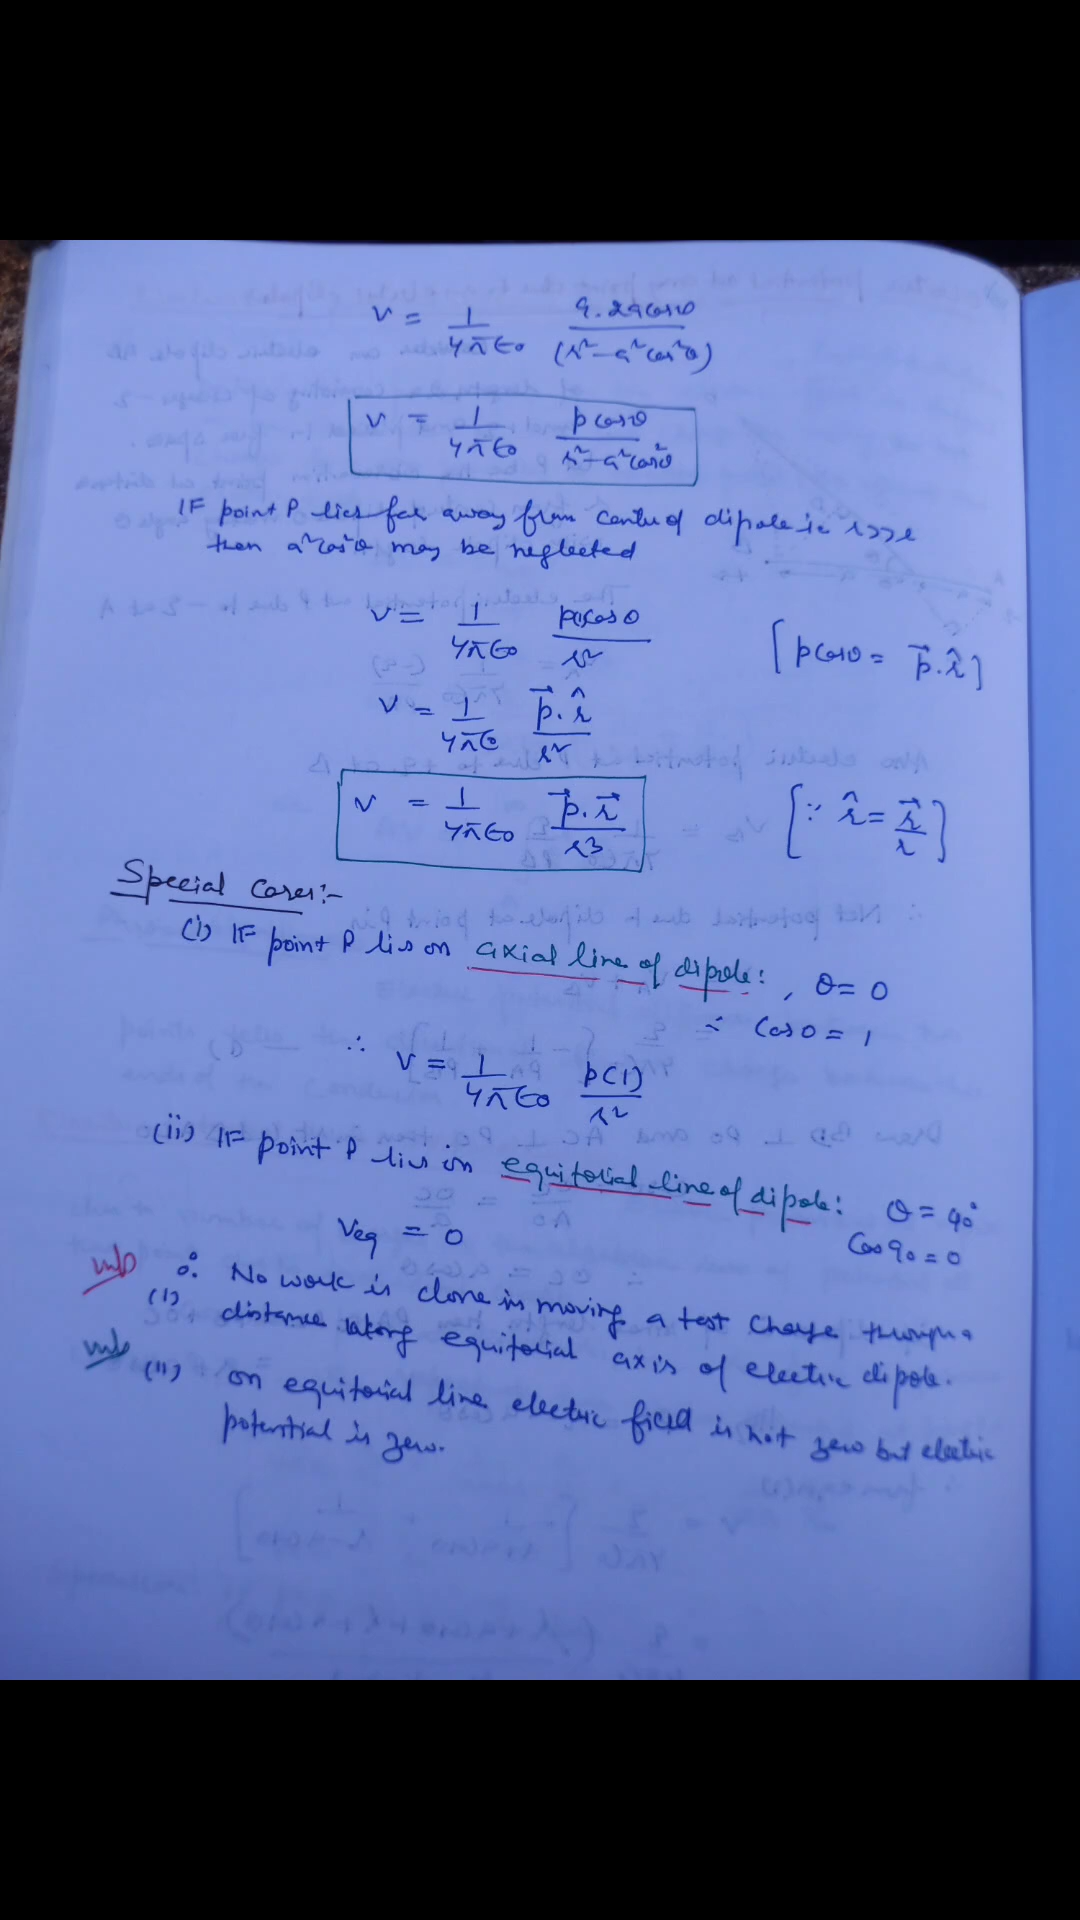 V = 1/4πε₀ q.2acosθ/(r²-a²cos²θ)
V = 1/4πε₀ pcosθ/r²-a²cos²θ
IF point P lies far away from centre of dipole ie r>>e
then a²cos²θ may be neglected
V = 1/4πε₀ pcosθ/r² [pcosθ = p⃗.r̂]
V = 1/4πε₀ p⃗.r̂/r²
V = 1/4πε₀ p⃗.r⃗/r³ [∵ r̂ = r⃗/r]
Special Cases:-
(i) IF point P lies on axial line of dipole: , θ = 0
∴ Cos0 = 1
∴ V = 1/4πε₀ p(1)/r²
(ii) IF point P lies on equitorial line of dipole: θ = 90°
Veq = 0 Cos90 = 0
∴ (i) No work is done in moving a test charge through a
distance along equitorial axis of electric dipole.
(ii) on equitorial line electric field is not zero but electric
potential is zero.